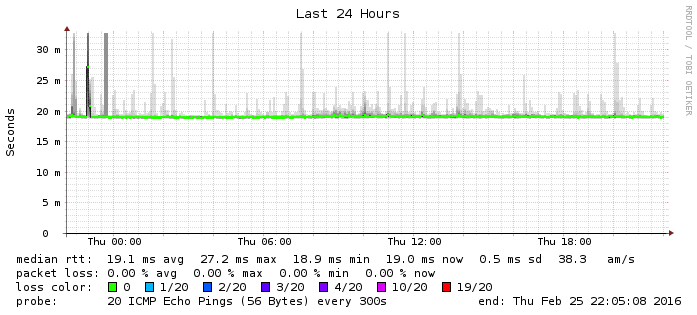 Last 24 Hours
RRDTOOL / TOBI OETIKER
Seconds
30 m
25 m
20 m
15 m
10 m
5 m
0
Thu 00:00 Thu 06:00 Thu 12:00 Thu 18:00
median rtt: 19.1 ms avg 27.2 ms max 18.9 ms min 19.0 ms now 0.5 ms sd 38.3 am/s
packet loss: 0.00 % avg 0.00 % max 0.00 % min 0.00 % now
loss color: 0 1/20 2/20 3/20 4/20 10/20 19/20
probe: 20 ICMP Echo Pings (56 Bytes) every 300s end: Thu Feb 25 22:05:08 2016